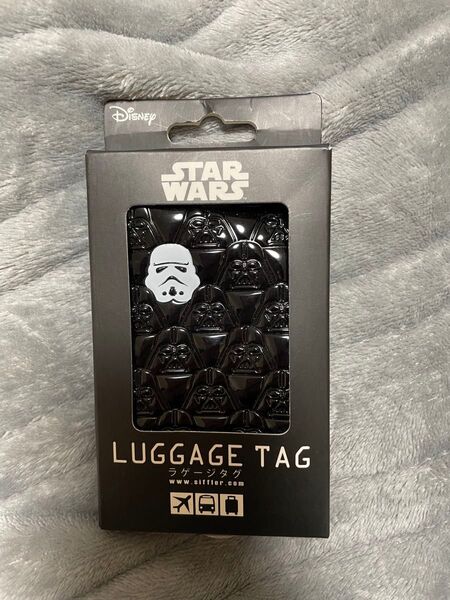 Disney
STAR
WARS
LUGGAGE TAG
ラゲージタグ
www.siffler.com